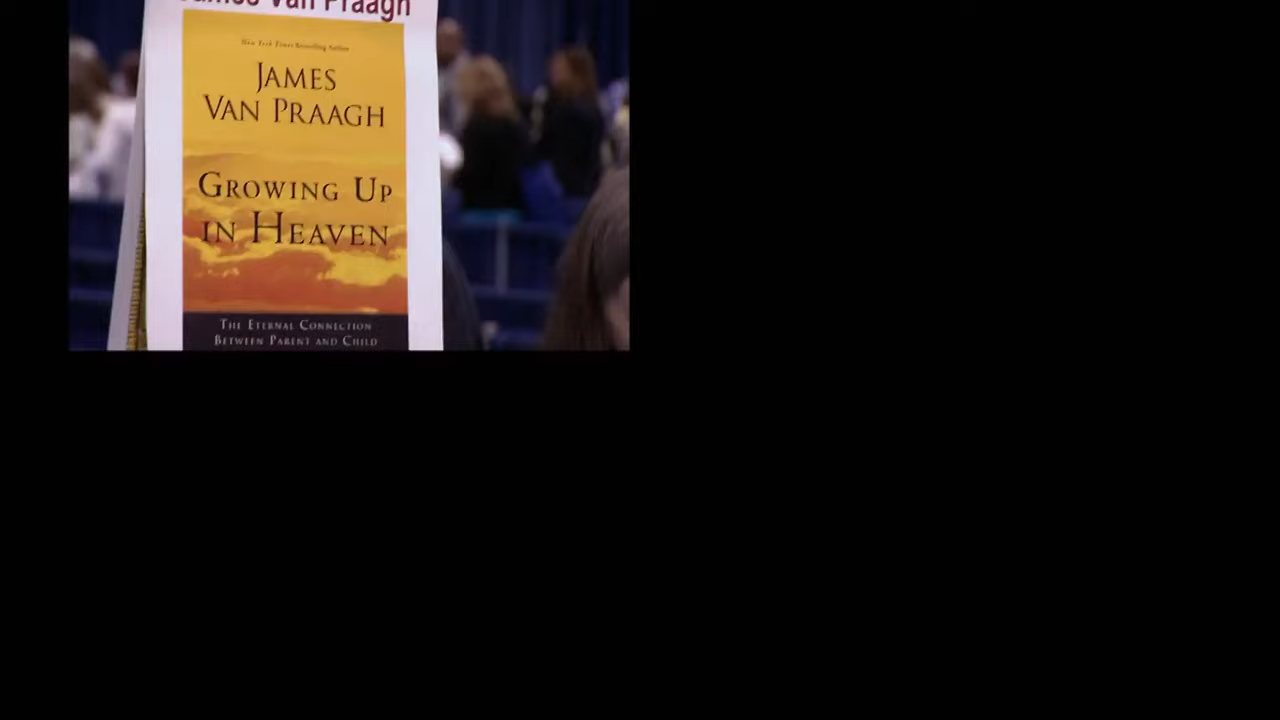 James Van Praagh
New York Times Bestselling Author
JAMES
VAN PRAAGH
GROWING UP
IN HEAVEN
THE ETERNAL CONNECTION
BETWEEN PARENT AND CHILD